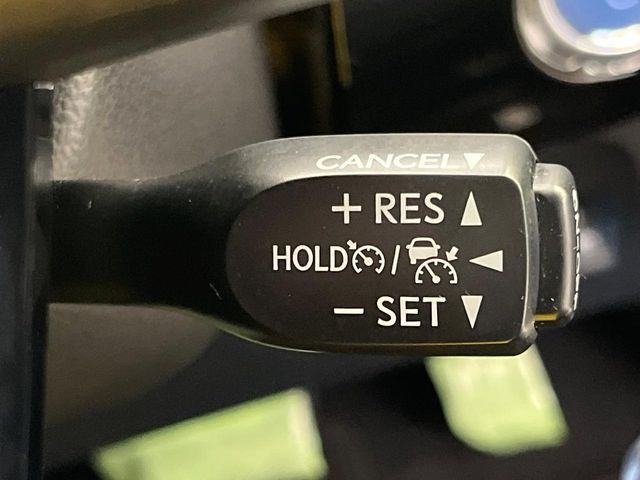 CANCEL▼
+ RES ▲
HOLD / ◀
− SET ▼